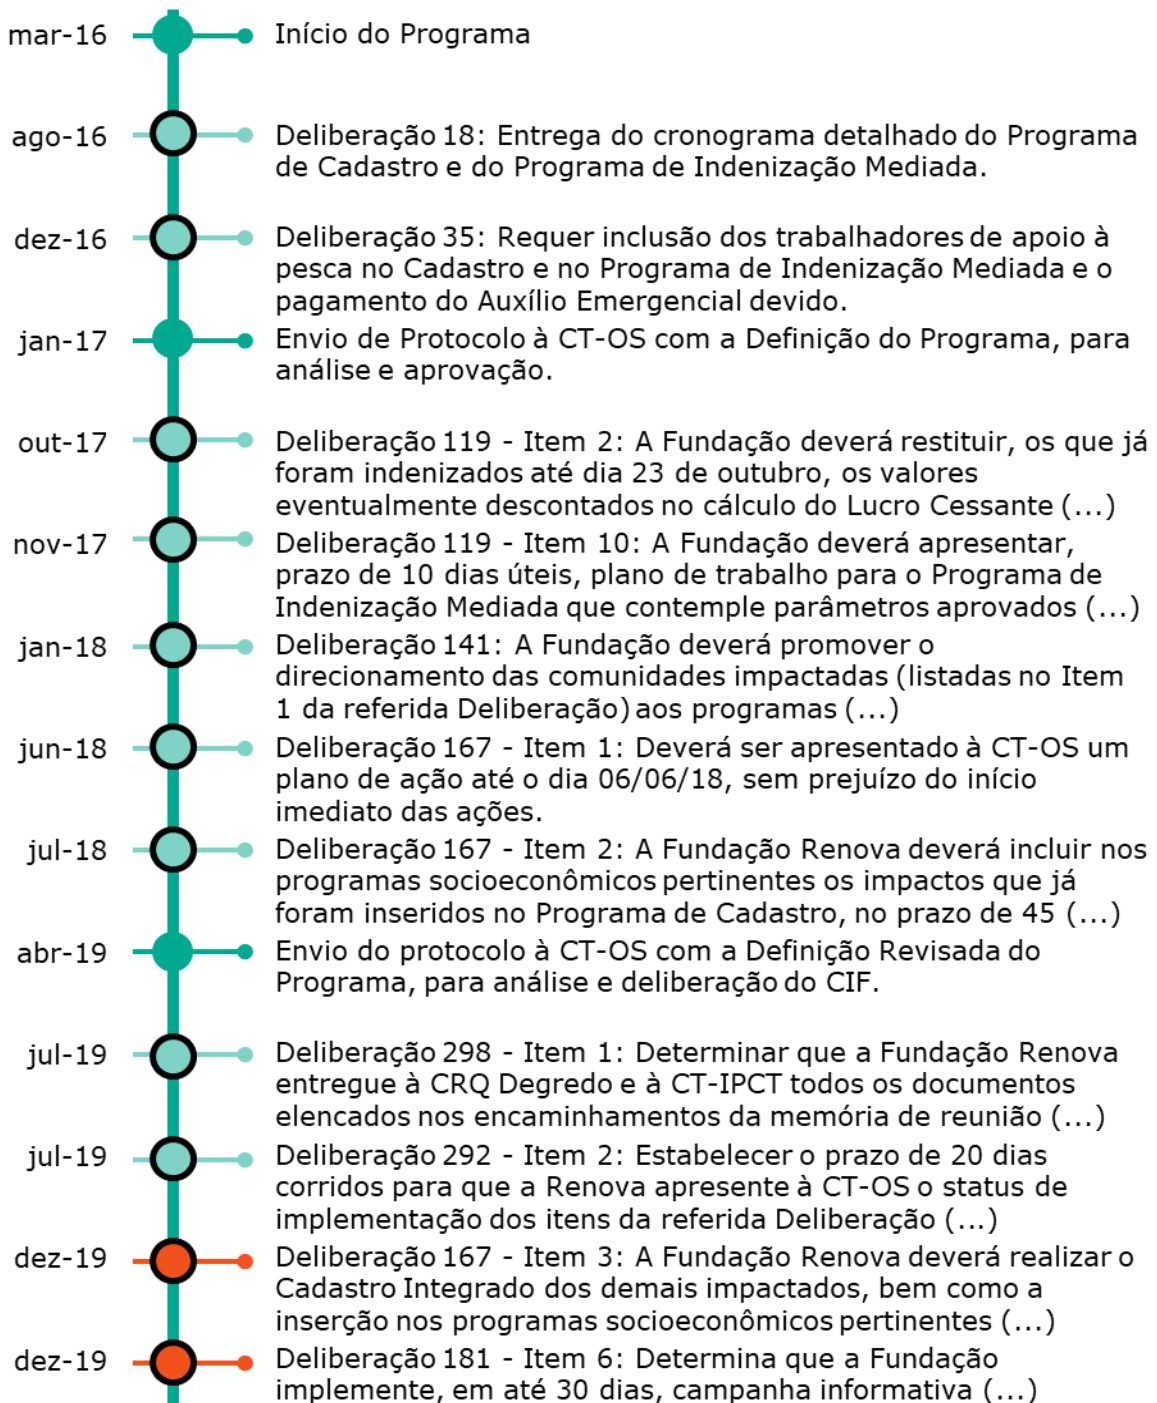 mar-16 Início do Programa
ago-16 Deliberação 18: Entrega do cronograma detalhado do Programa
de Cadastro e do Programa de Indenização Mediada.
dez-16 Deliberação 35: Requer inclusão dos trabalhadores de apoio à
pesca no Cadastro e no Programa de Indenização Mediada e o
pagamento do Auxílio Emergencial devido.
jan-17 Envio de Protocolo à CT-OS com a Definição do Programa, para
análise e aprovação.
out-17 Deliberação 119 - Item 2: A Fundação deverá restituir, os que já
foram indenizados até dia 23 de outubro, os valores
eventualmente descontados no cálculo do Lucro Cessante (...)
nov-17 Deliberação 119 - Item 10: A Fundação deverá apresentar,
prazo de 10 dias úteis, plano de trabalho para o Programa de
Indenização Mediada que contemple parâmetros aprovados (...)
jan-18 Deliberação 141: A Fundação deverá promover o
direcionamento das comunidades impactadas (listadas no Item
1 da referida Deliberação) aos programas (...)
jun-18 Deliberação 167 - Item 1: Deverá ser apresentado à CT-OS um
plano de ação até o dia 06/06/18, sem prejuízo do início
imediato das ações.
jul-18 Deliberação 167 - Item 2: A Fundação Renova deverá incluir nos
programas socioeconômicos pertinentes os impactos que já
foram inseridos no Programa de Cadastro, no prazo de 45 (...)
abr-19 Envio do protocolo à CT-OS com a Definição Revisada do
Programa, para análise e deliberação do CIF.
jul-19 Deliberação 298 - Item 1: Determinar que a Fundação Renova
entregue à CRQ Degredo e à CT-IPCT todos os documentos
elencados nos encaminhamentos da memória de reunião (...)
jul-19 Deliberação 292 - Item 2: Estabelecer o prazo de 20 dias
corridos para que a Renova apresente à CT-OS o status de
implementação dos itens da referida Deliberação (...)
dez-19 Deliberação 167 - Item 3: A Fundação Renova deverá realizar o
Cadastro Integrado dos demais impactados, bem como a
inserção nos programas socioeconômicos pertinentes (...)
dez-19 Deliberação 181 - Item 6: Determina que a Fundação
implemente, em até 30 dias, campanha informativa (...)